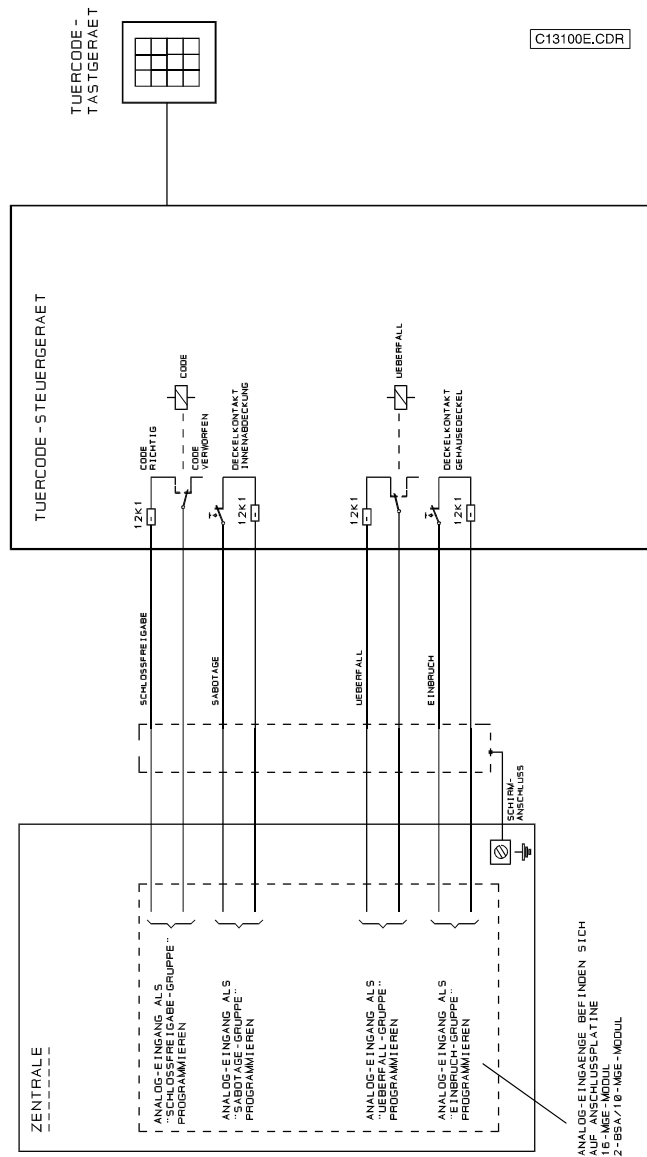 C13100E.CDR
TUERCODE-
TASTGERAET
TUERCODE-STEUERGERAET
12K1
CODE
RICHTIG
CODE
CODE
VERWORFEN
DECKELKONTAKT
INNENABDECKUNG
12K1
12K1
UEBERFALL
DECKELKONTAKT
GEHAUSEDECKEL
12K1
SCHLOSSFREIGABE
SABOTAGE
UEBERFALL
EINBRUCH
SCHIRM-
ANSCHLUSS
ZENTRALE
ANALOG-EINGANG ALS
"SCHLOSSFREIGABE-GRUPPE"
PROGRAMMIEREN
ANALOG-EINGANG ALS
"SABOTAGE-GRUPPE"
PROGRAMMIEREN
ANALOG-EINGANG ALS
"UEBERFALL-GRUPPE"
PROGRAMMIEREN
ANALOG-EINGANG ALS
"EINBRUCH-GRUPPE"
PROGRAMMIEREN
ANALOG-EINGAENGE BEFINDEN SICH
AUF ANSCHLUSSPLATINE
16-MGE-MODUL
2-BSA/10-MGE-MODUL